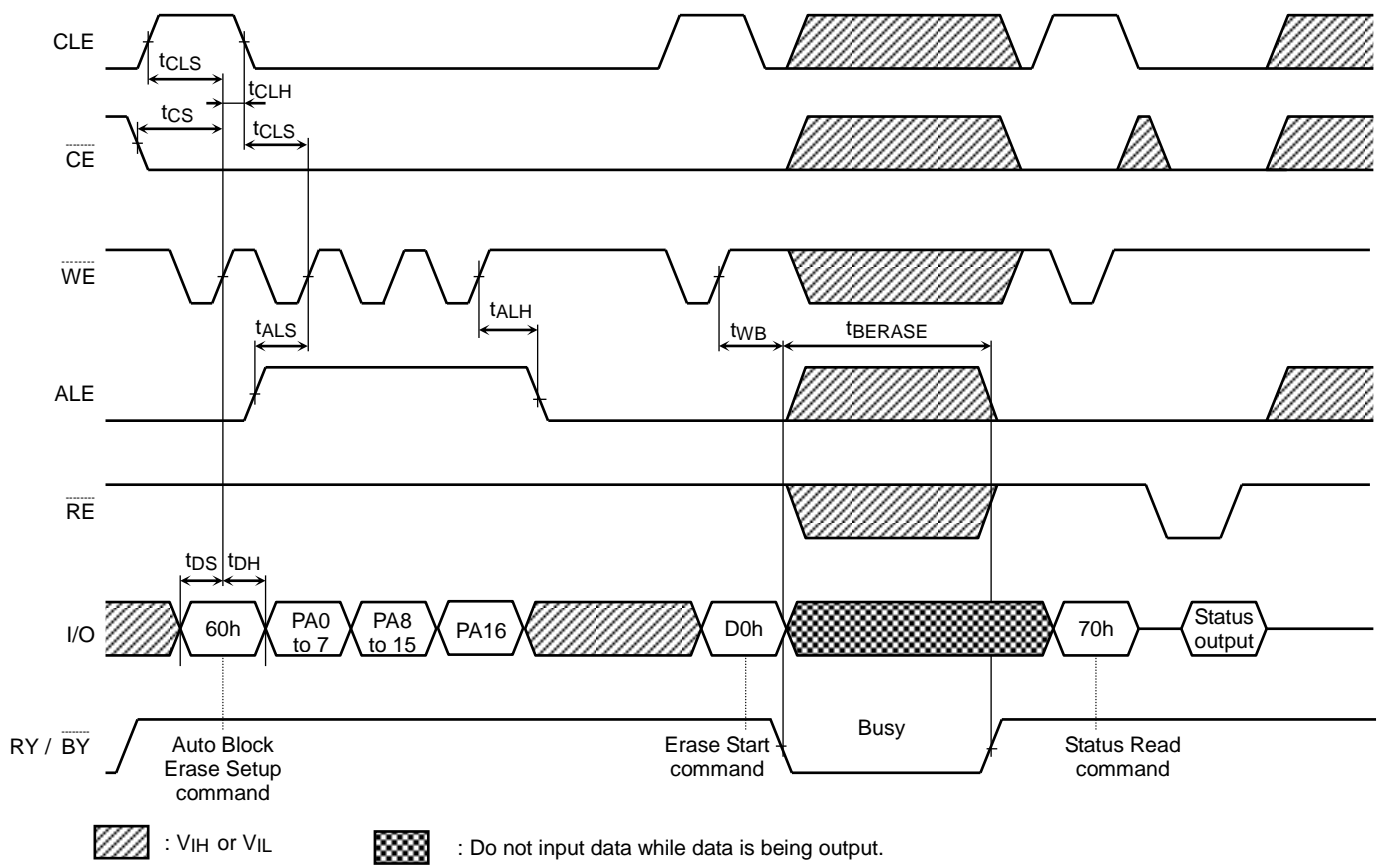 CLE
tCLS
tCLH
tCS
tCLS
CE
WE
tALS
tALH
tWB
tBERASE
ALE
RE
tDS
tDH
I/O
60h
PA0
to 7
PA8
to 15
PA16
D0h
70h
Status
output
RY / BY
Busy
Auto Block
Erase Setup
command
Erase Start
command
Status Read
command
: VIH or VIL
: Do not input data while data is being output.